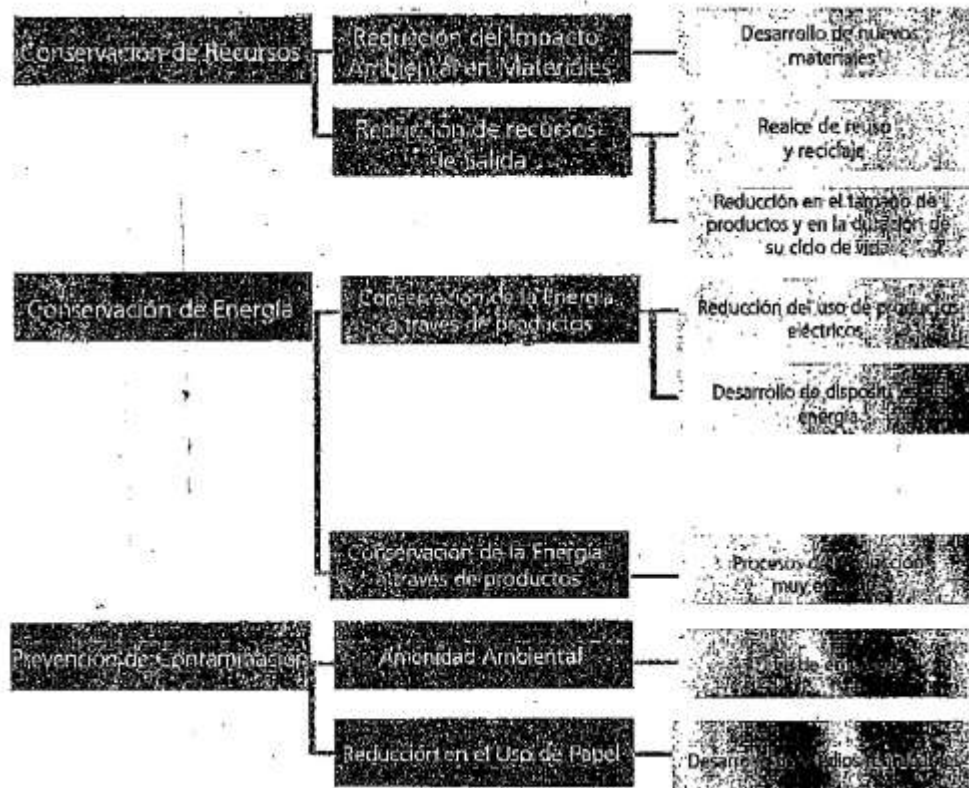 Conservación de Recursos
Reducción del Impacto
Ambiental en Materiales
Desarrollo de nuevos
materiales
Reducción de recursos
de salida
Realce de reuso
y reciclaje
Reducción en el tamaño de
productos y en la duración de
su ciclo de vida
Conservación de Energía
Conservación de la Energía
a través de productos
Reducción del uso de productos
eléctricos
Desarrollo de
energía
Conservación de la Energía
a través de productos
Procesos de
muy
Prevención de Contaminación
Amonidad Ambiental
Reducción en el Uso de Papel